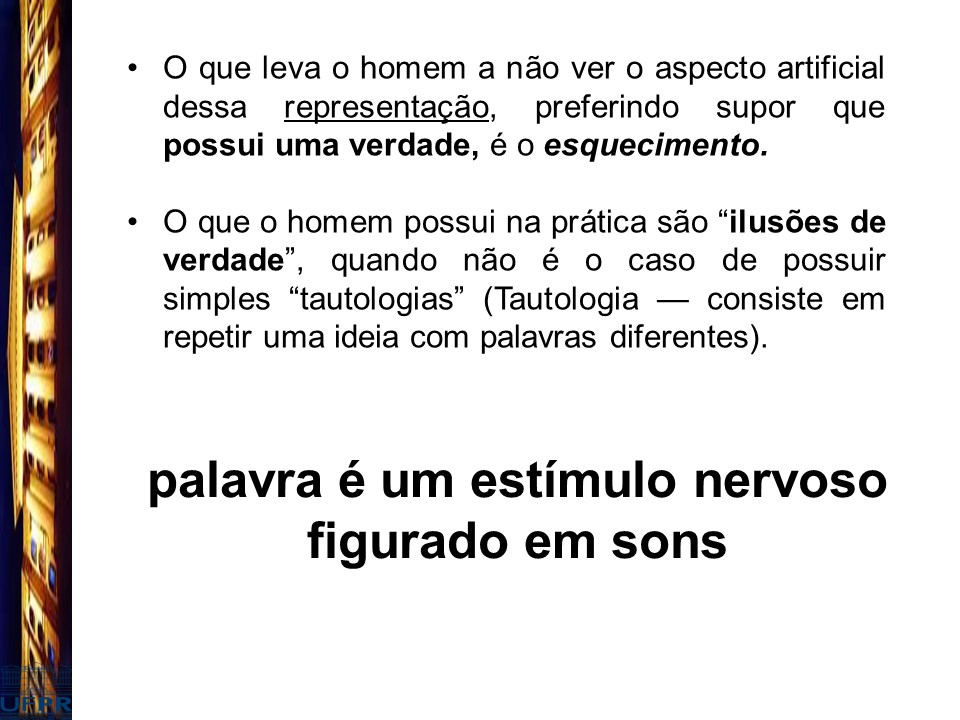 • O que leva o homem a não ver o aspecto artificial
dessa representação, preferindo supor que
possui uma verdade, é o esquecimento.
• O que o homem possui na prática são “ilusões de
verdade”, quando não é o caso de possuir
simples “tautologias” (Tautologia — consiste em
repetir uma ideia com palavras diferentes).
palavra é um estímulo nervoso
figurado em sons
UFPR